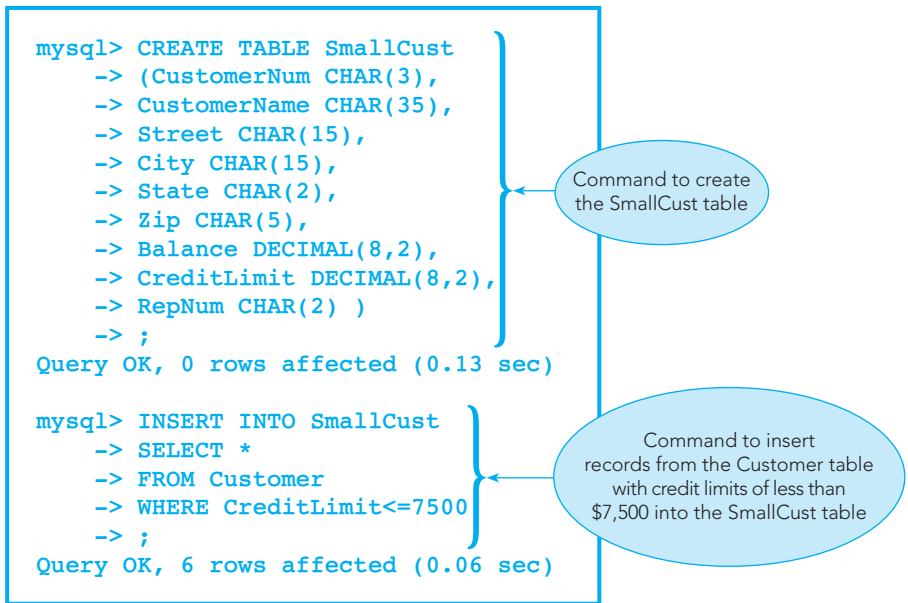 mysql> CREATE TABLE SmallCust
-> (CustomerNum CHAR(3),
-> CustomerName CHAR(35),
-> Street CHAR(15),
-> City CHAR(15),
-> State CHAR(2),
-> Zip CHAR(5),
-> Balance DECIMAL(8,2),
-> CreditLimit DECIMAL(8,2),
-> RepNum CHAR(2) )
-> ;
Query OK, 0 rows affected (0.13 sec)
Command to create
the SmallCust table
mysql> INSERT INTO SmallCust
-> SELECT *
-> FROM Customer
-> WHERE CreditLimit<=7500
-> ;
Query OK, 6 rows affected (0.06 sec)
Command to insert
records from the Customer table
with credit limits of less than
$7,500 into the SmallCust table